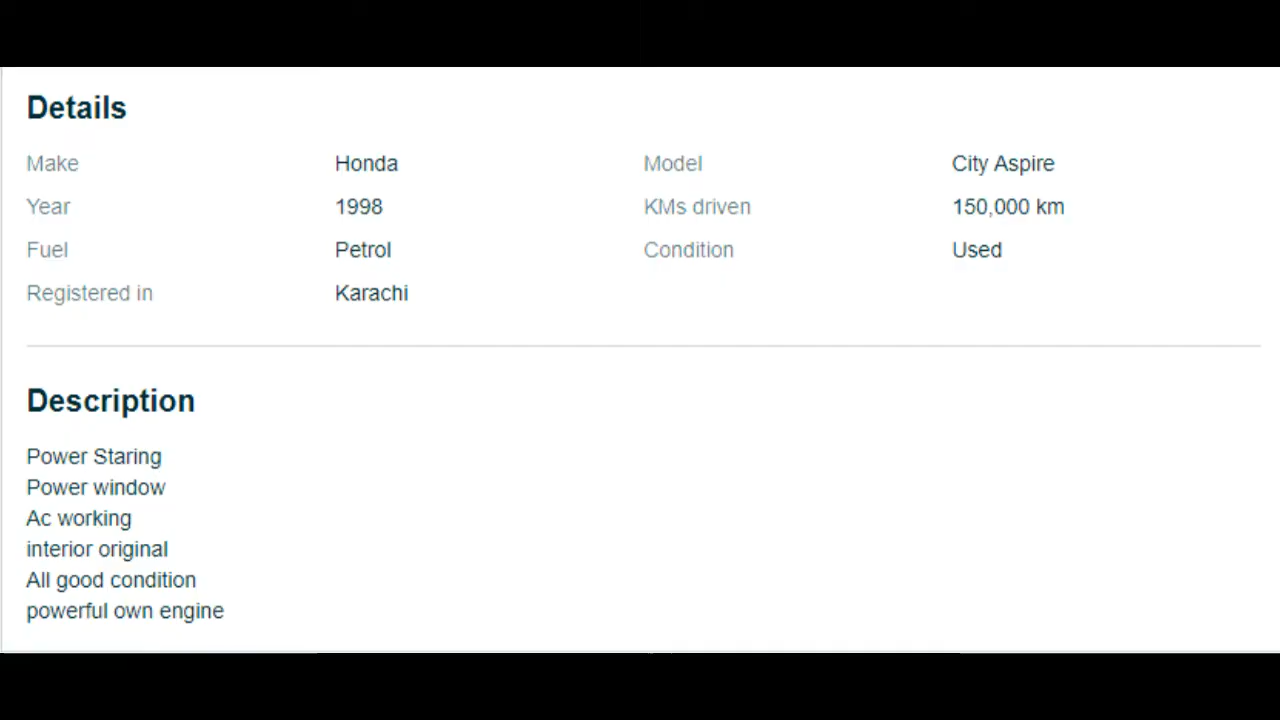 Details
Make Honda Model City Aspire
Year 1998 KMs driven 150,000 km
Fuel Petrol Condition Used
Registered in Karachi
Description
Power Staring
Power window
Ac working
interior original
All good condition
powerful own engine